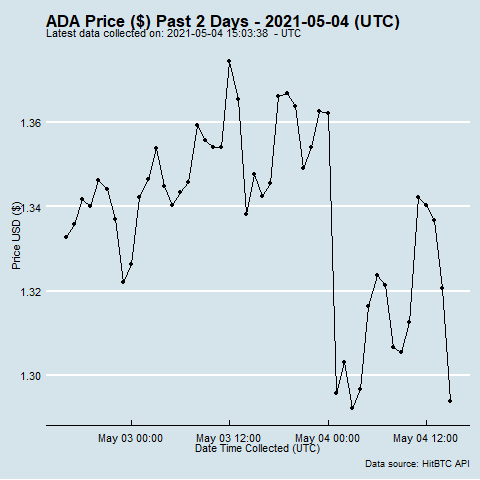 ADA Price ($) Past 2 Days - 2021-05-04 (UTC)
Latest data collected on: 2021-05-04 15:03:38 - UTC
1.36
1.34
1.32
1.30
Price USD ($)
May 03 00:00 May 03 12:00 May 04 00:00 May 04 12:00
Date Time Collected (UTC)
Data source: HitBTC API